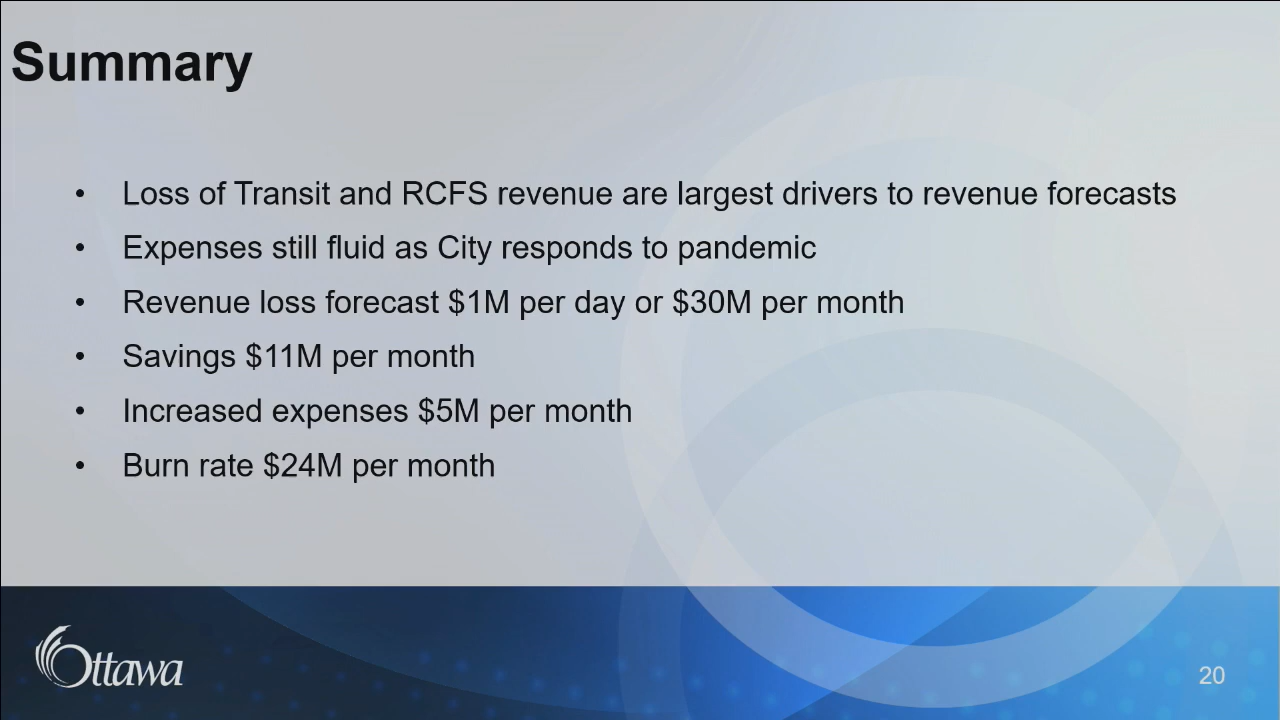 Summary
• Loss of Transit and RCFS revenue are largest drivers to revenue forecasts
• Expenses still fluid as City responds to pandemic
• Revenue loss forecast $1M per day or $30M per month
• Savings $11M per month
• Increased expenses $5M per month
• Burn rate $24M per month
Ottawa
20